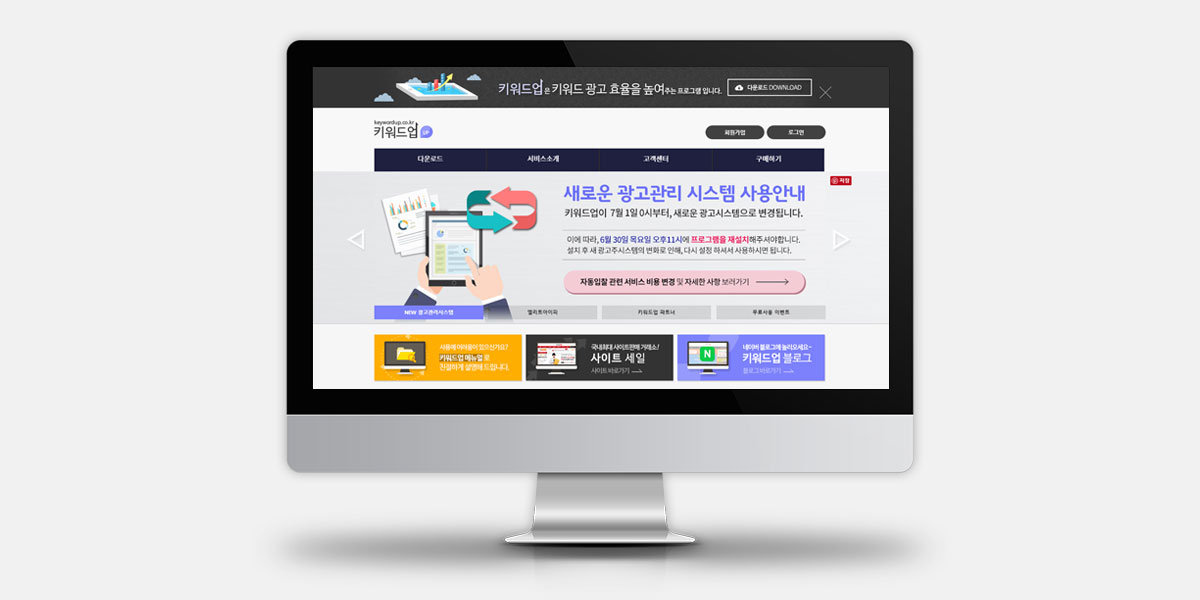 키워드업은 키워드 광고 효율을 높여주는 프로그램 입니다.
다운로드 DOWNLOAD
keywordup.co.kr
키워드업 UP
회원가입 로그인
다운로드 서비스소개 고객센터 구매하기
저장
새로운 광고관리 시스템 사용안내
키워드업이 7월 1일 0시부터, 새로운 광고시스템으로 변경됩니다.
이에 따라, 6월 30일 목요일 오후11시에 프로그램을 재설치해주셔야합니다.
설치 후 새 광고주시스템의 변화로 인해, 다시 설정 하셔서 사용하시면 됩니다.
자동입찰 관련 서비스 비용 변경 및 자세한 사항 보러가기
NEW 광고관리시스템 엘리트아이피 키워드업 파트너 무료사용 이벤트
사용에 어려움이 있으신가요?
키워드업 메뉴얼로
친절하게 설명해 드립니다.
국내최대 사이트판매 거래소!
사이트 세일
사이트 바로가기
N
네이버 블로그에 놀러오세요~
키워드업 블로그
블로그 바로가기